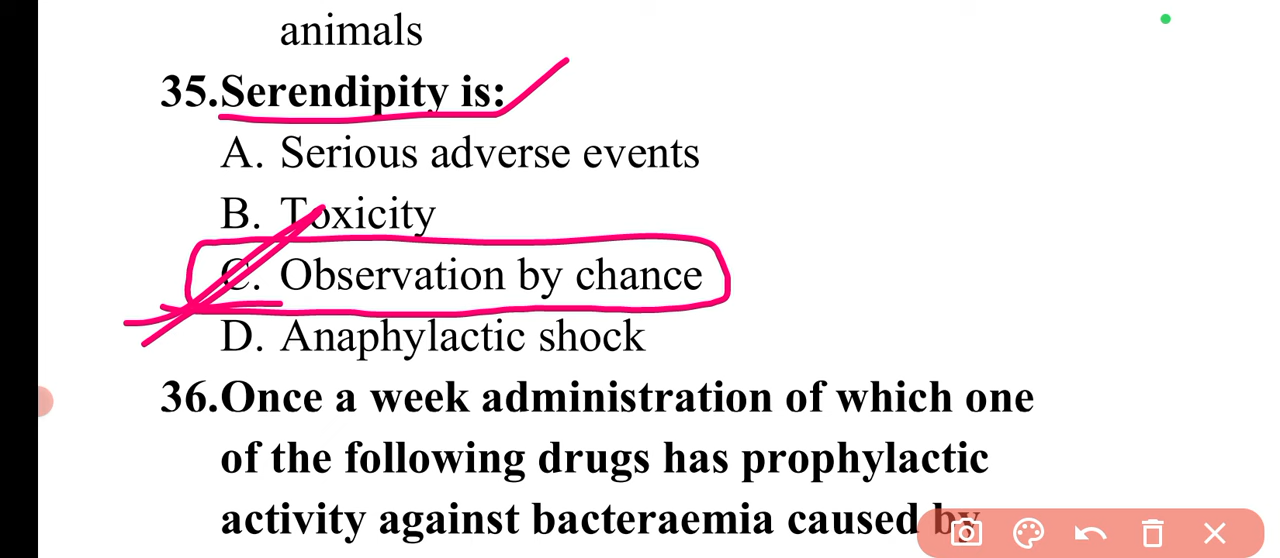 animals
35.Serendipity is:
A. Serious adverse events
B. Toxicity
C. Observation by chance
D. Anaphylactic shock
36.Once a week administration of which one
of the following drugs has prophylactic
activity against bacteraemia caused by